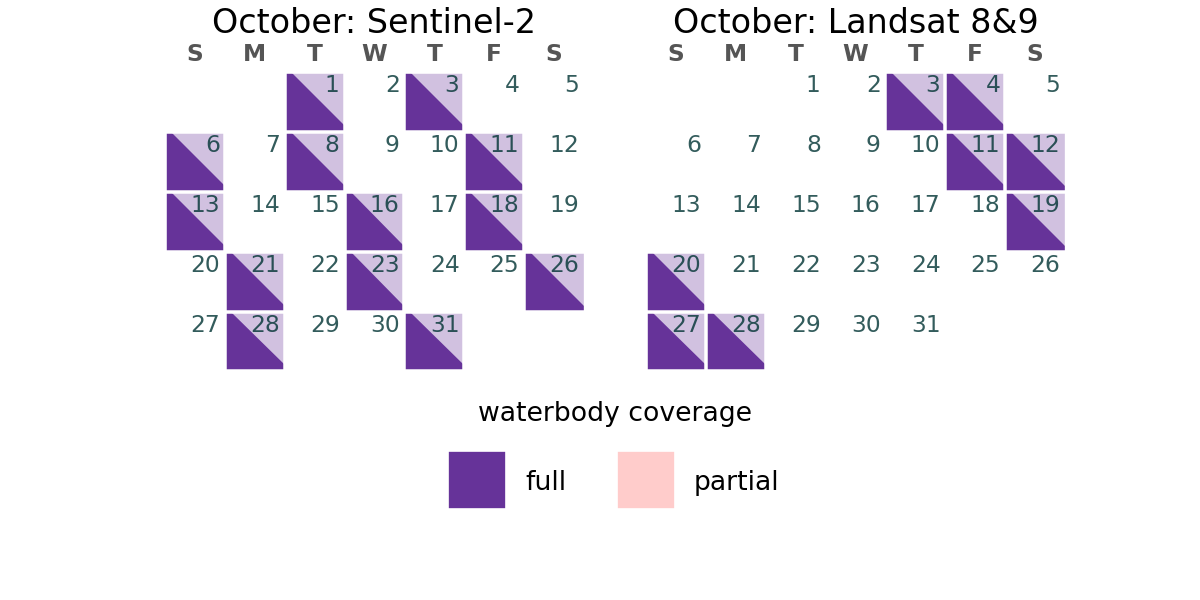 October: Sentinel-2
S M T W T F S
1 2 3 4 5
6 7 8 9 10 11 12
13 14 15 16 17 18 19
20 21 22 23 24 25 26
27 28 29 30 31
October: Landsat 8&9
S M T W T F S
1 2 3 4 5
6 7 8 9 10 11 12
13 14 15 16 17 18 19
20 21 22 23 24 25 26
27 28 29 30 31
waterbody coverage
full partial